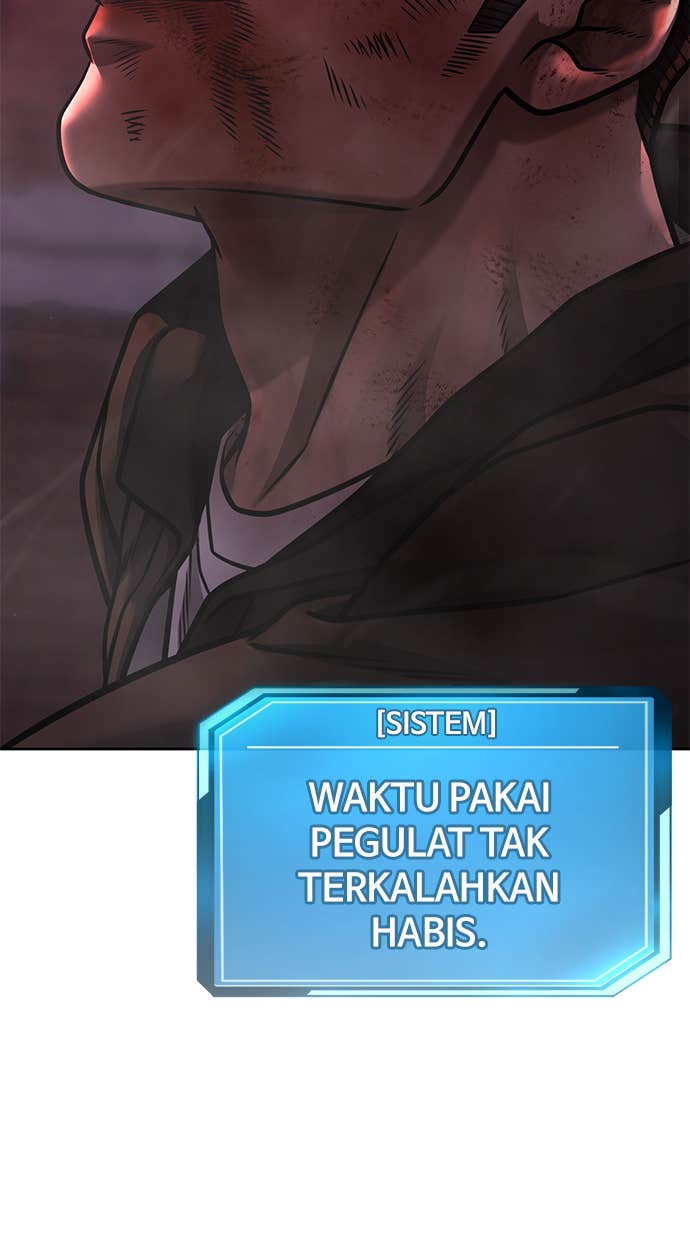 [SISTEM]
WAKTU PAKAI
PEGULAT TAK
TERKALAHKAN
HABIS.